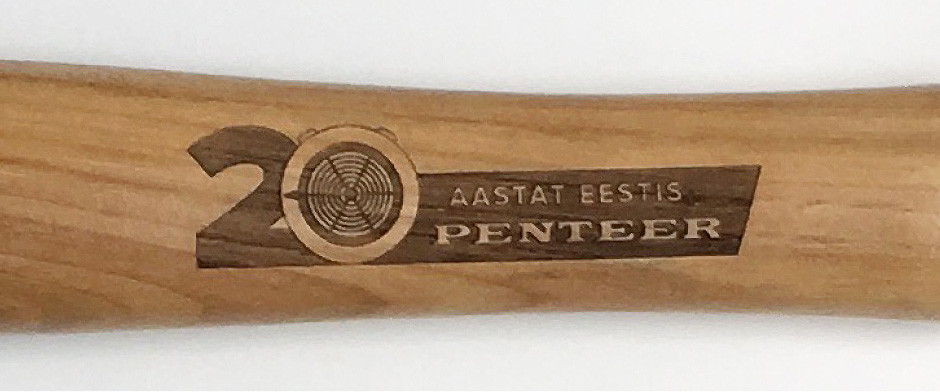 20
AASTAT EESTIS
PENTEER